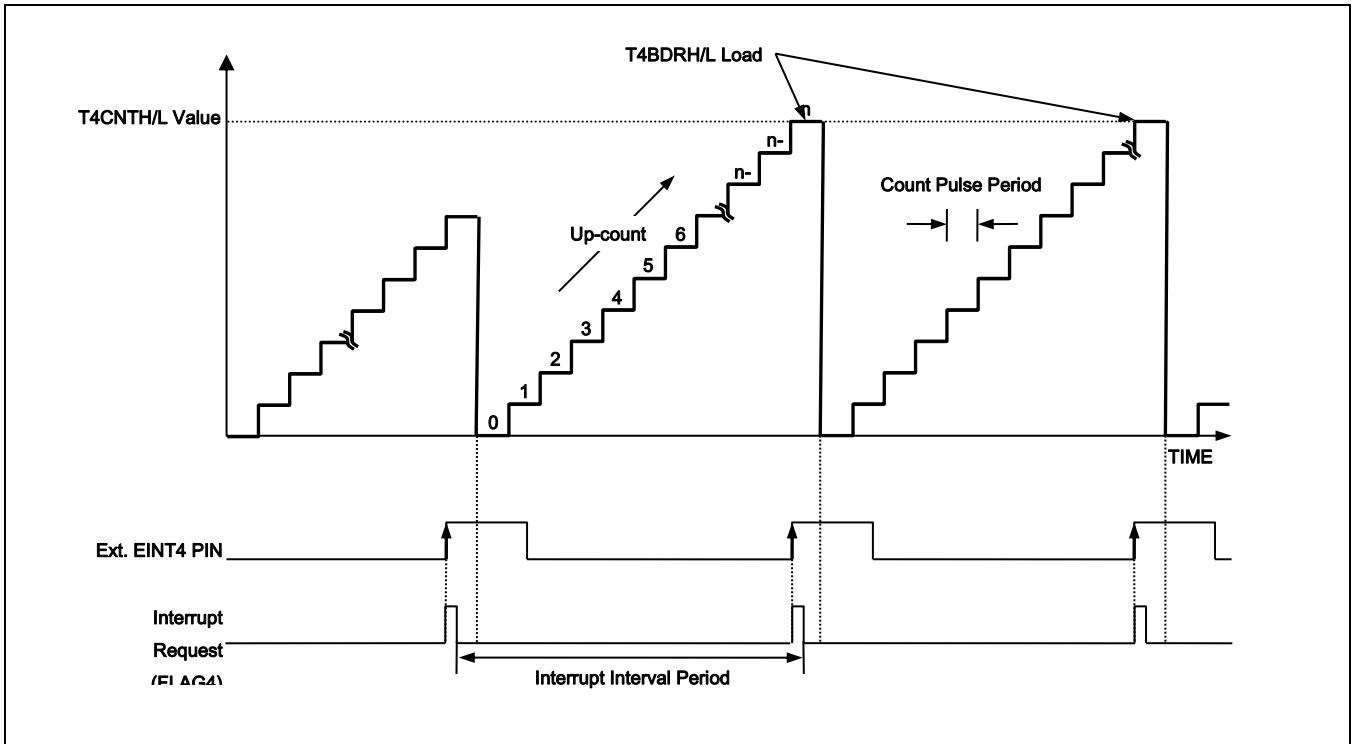 T4BDRH/L Load
T4CNTH/L Value
n
n-
n-
Count Pulse Period
Up-count
6
5
4
3
2
1
0
TIME
Ext. EINT4 PIN
Interrupt
Request
(FLAG4)
Interrupt Interval Period